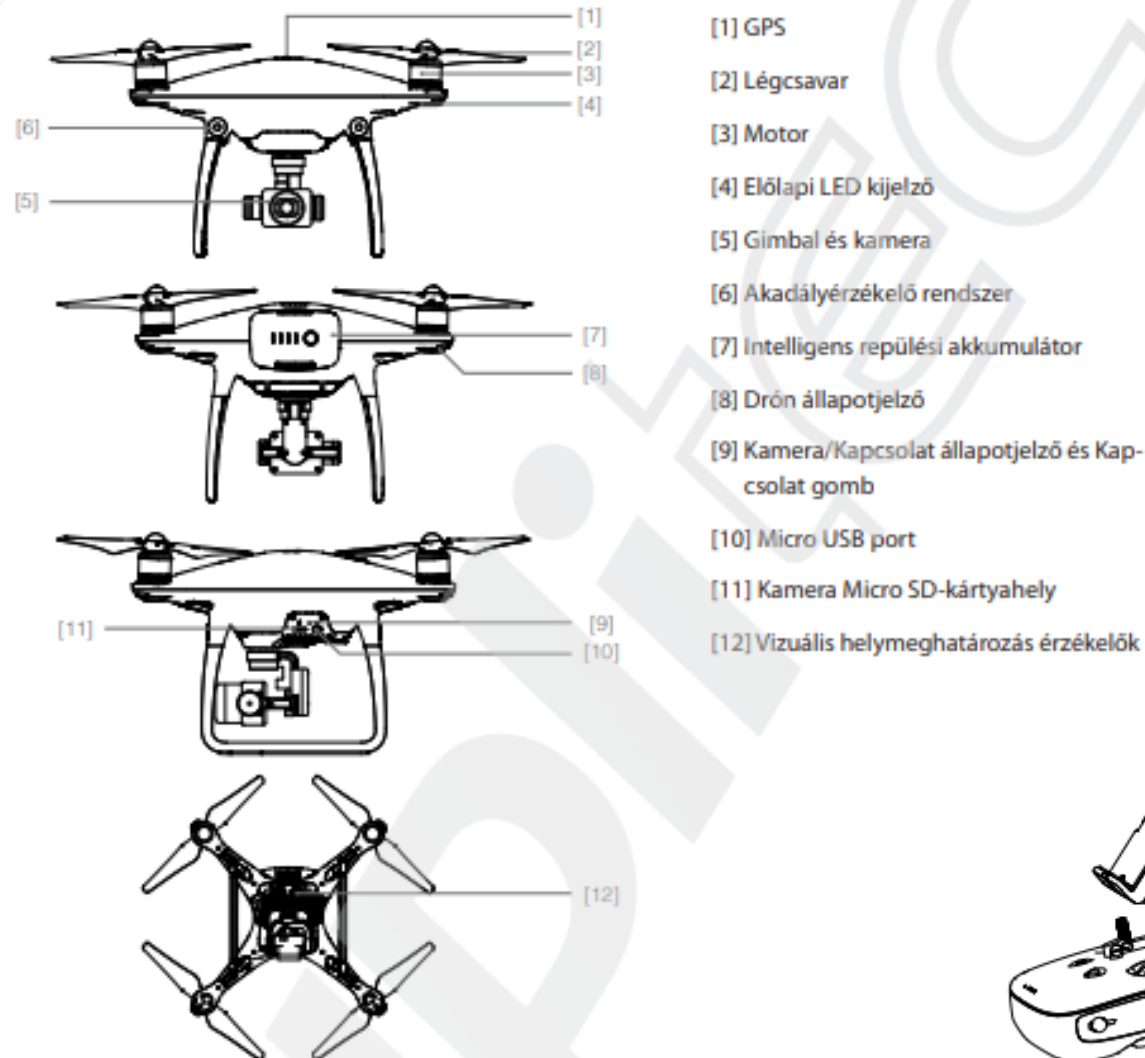 [1]
[2]
[3]
[4]
[6]
[5]
[7]
[8]
[9]
[10]
[11]
[12]
[1] GPS
[2] Légcsavar
[3] Motor
[4] Előlapi LED kijelző
[5] Gimbal és kamera
[6] Akadályérzékelő rendszer
[7] Intelligens repülési akkumulátor
[8] Drón állapotjelző
[9] Kamera/Kapcsolat állapotjelző és Kap-
csolat gomb
[10] Micro USB port
[11] Kamera Micro SD-kártyahely
[12] Vizuális helymeghatározás érzékelők